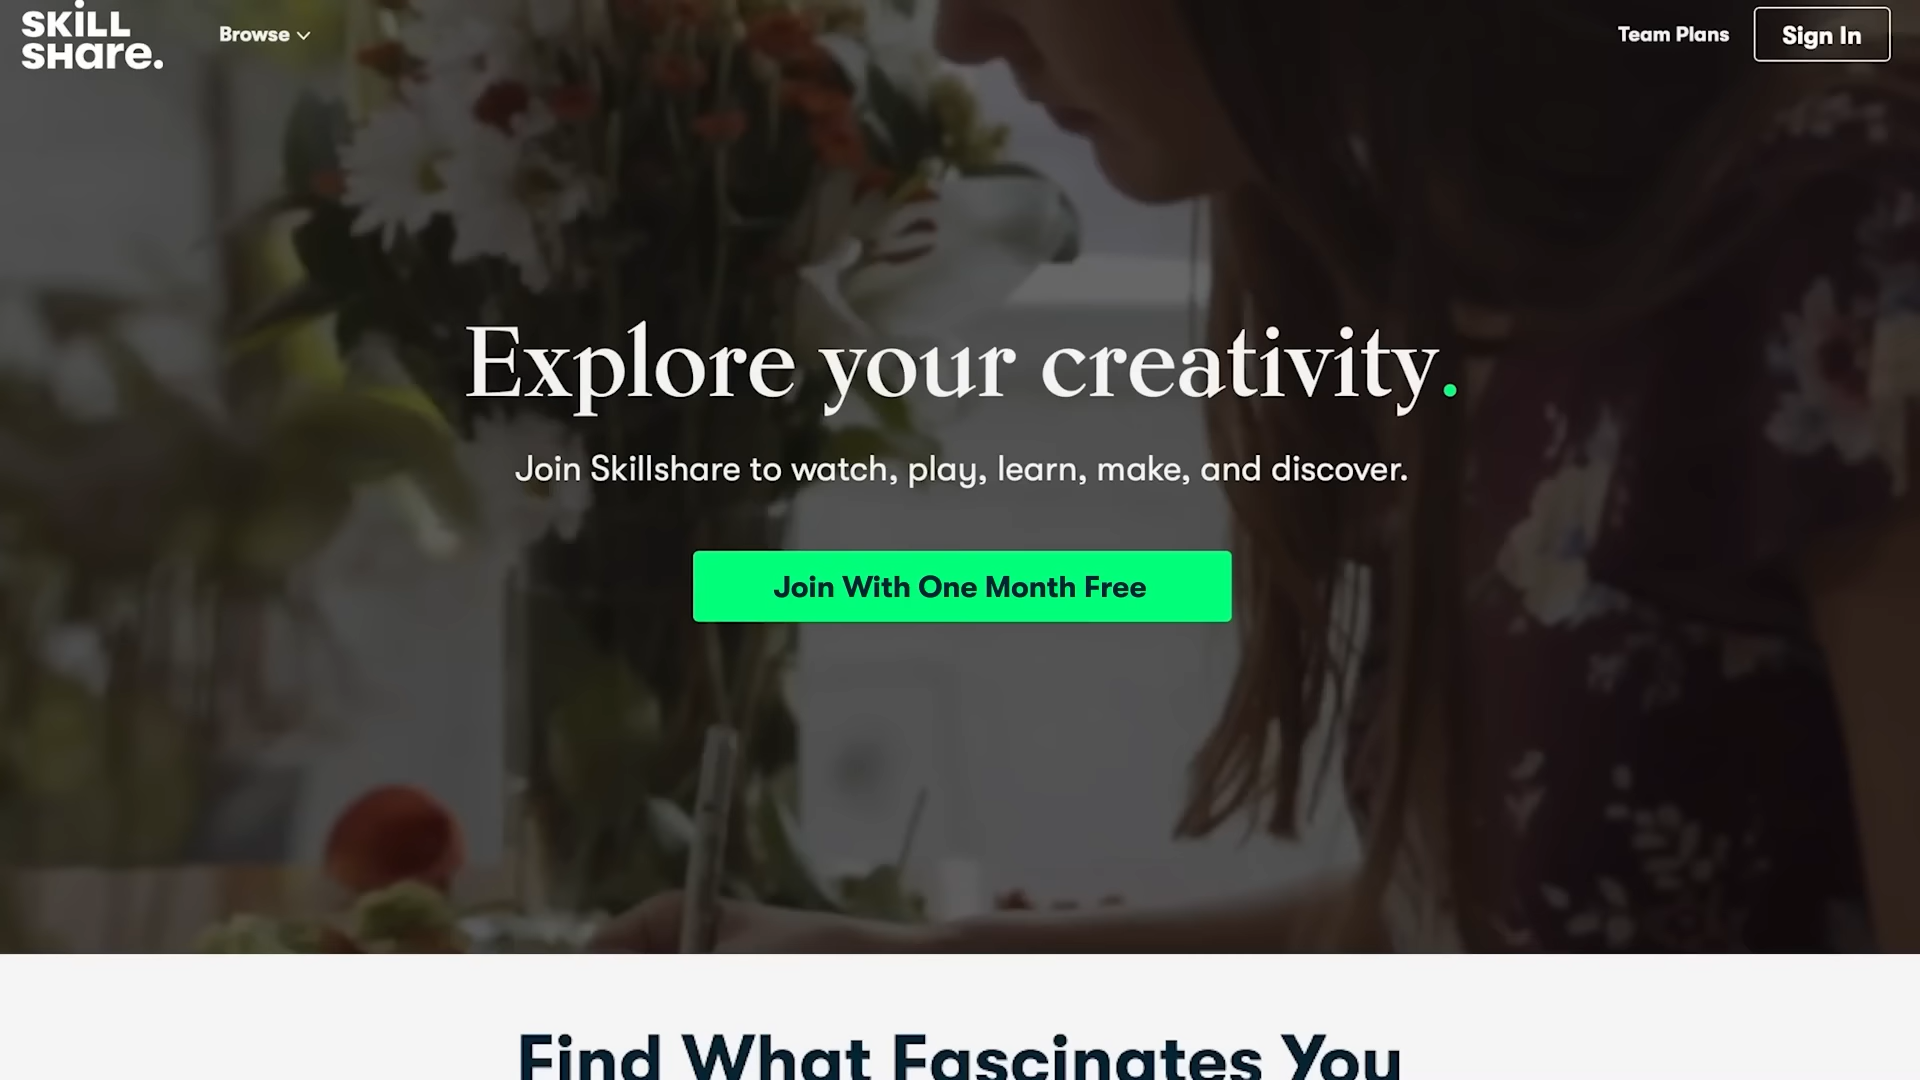 SKiLL
SHare.
Browse
Team Plans
Sign In
Explore your creativity.
Join Skillshare to watch, play, learn, make, and discover.
Join With One Month Free
Find What Fascinates You